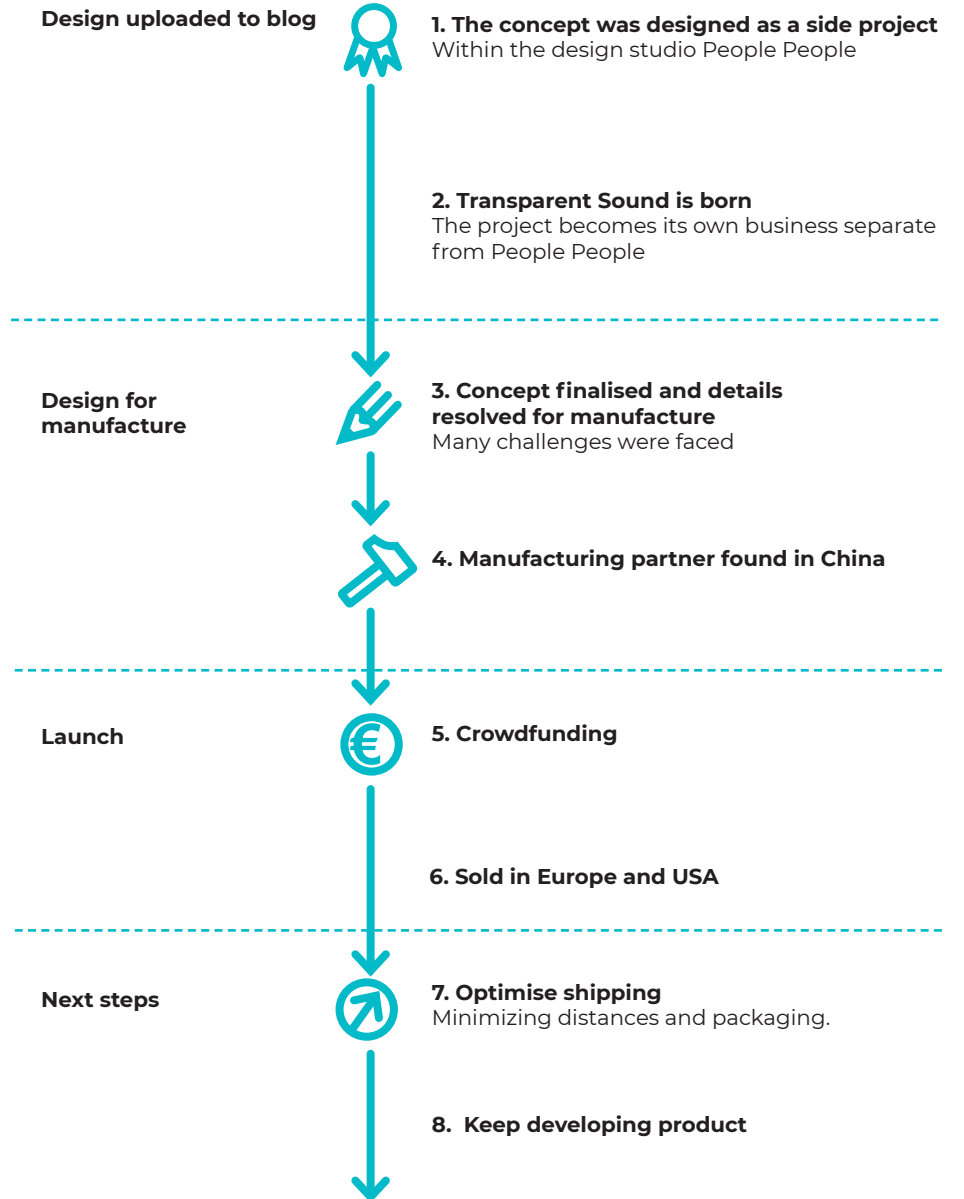 Design uploaded to blog
1. The concept was designed as a side project
Within the design studio People People
2. Transparent Sound is born
The project becomes its own business separate
from People People
Design for
manufacture
3. Concept finalised and details
resolved for manufacture
Many challenges were faced
4. Manufacturing partner found in China
Launch
€
5. Crowdfunding
6. Sold in Europe and USA
Next steps
7. Optimise shipping
Minimizing distances and packaging.
8. Keep developing product